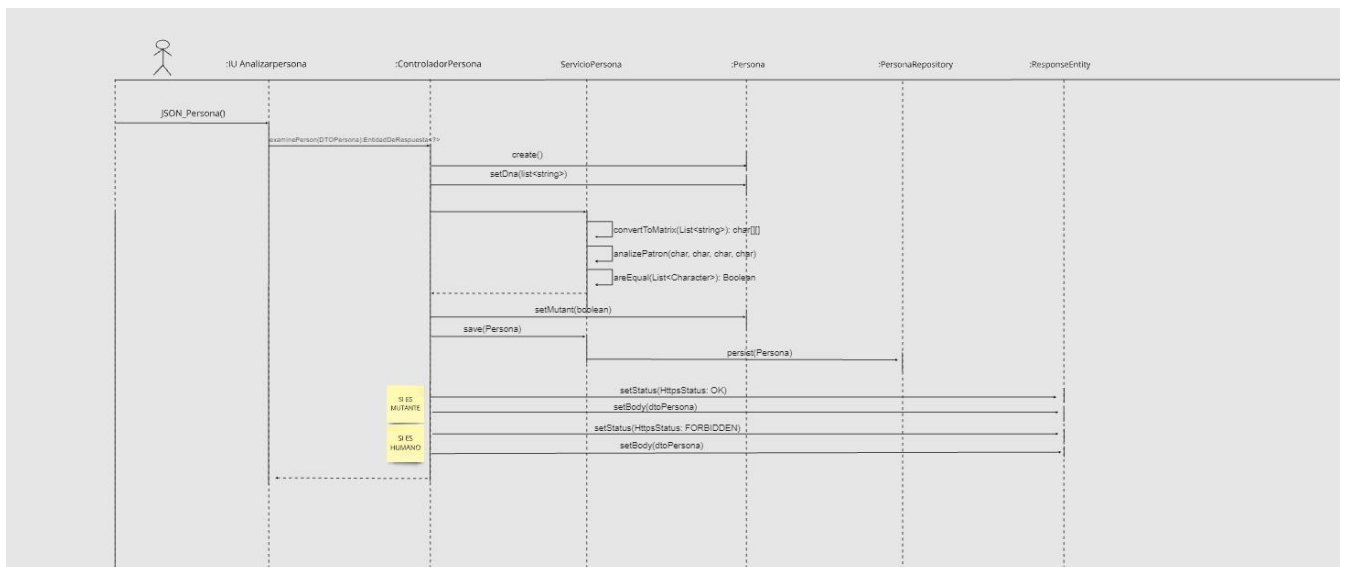 :IU Analizarpersona :ControladorPersona ServicioPersona :Persona :PersonaRepository :ResponseEntity
JSON_Persona()
examinePerson(DTOPersona):EntidadDeRespuesta<?>
create()
setDna(list<string>)
convertToMatrix(List<string>): char[][]
analizePatron(char, char, char, char)
areEqual(List<Character>): Boolean
setMutant(boolean)
save(Persona)
persist(Persona)
setStatus(HttpsStatus: OK)
SI ES
MUTANTE
setBody(dtoPersona)
setStatus(HttpsStatus: FORBIDDEN)
SI ES
HUMANO
setBody(dtoPersona)